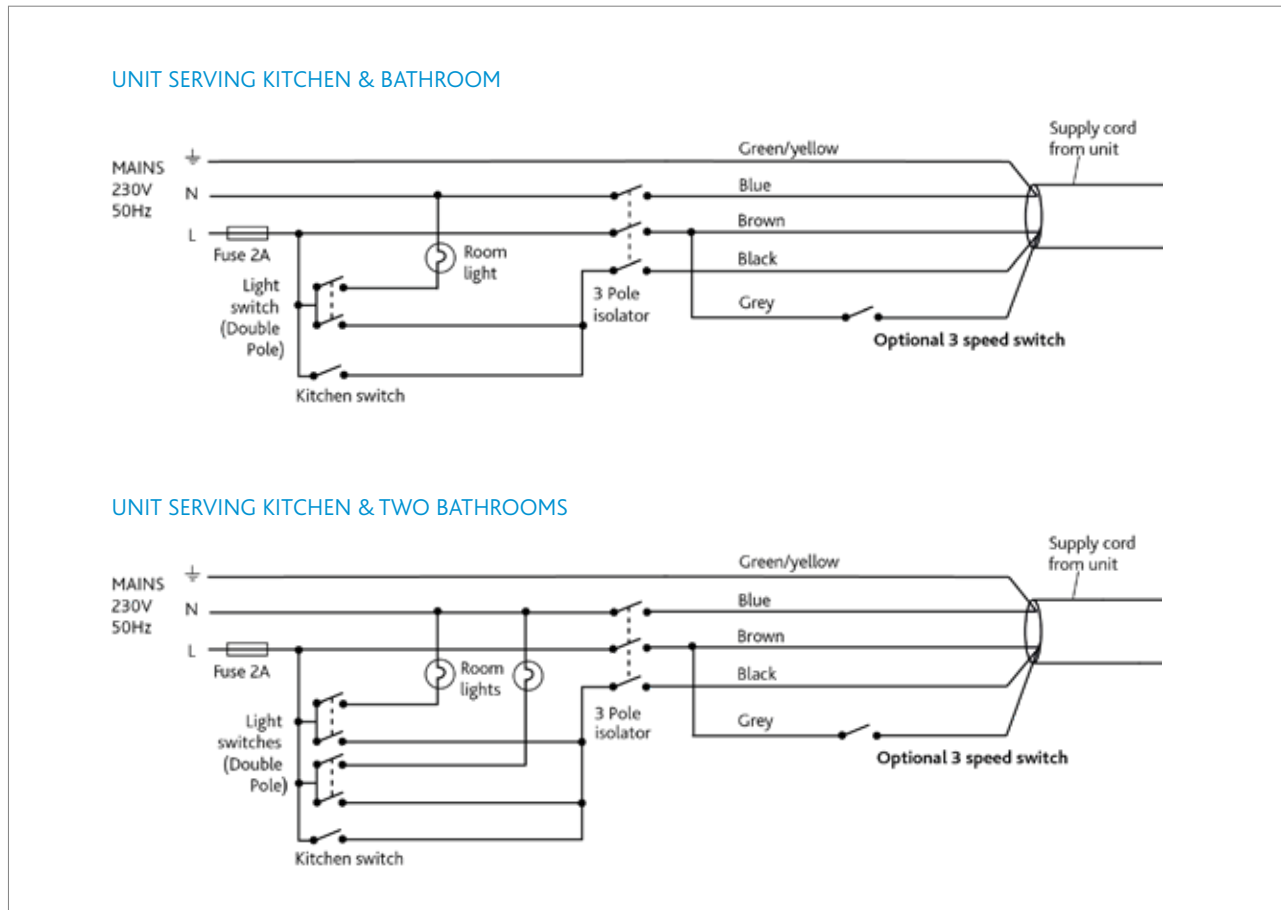 UNIT SERVING KITCHEN & BATHROOM
Supply cord
from unit
Green/yellow
MAINS
230V
50Hz
N
Blue
L
Brown
Fuse 2A
Room
light
Black
Light
switch
(Double
Pole)
3 Pole
isolator
Grey
Optional 3 speed switch
Kitchen switch
UNIT SERVING KITCHEN & TWO BATHROOMS
Supply cord
from unit
Green/yellow
MAINS
230V
50Hz
N
Blue
L
Brown
Fuse 2A
Room
lights
Black
Light
switches
(Double
Pole)
3 Pole
isolator
Grey
Optional 3 speed switch
Kitchen switch